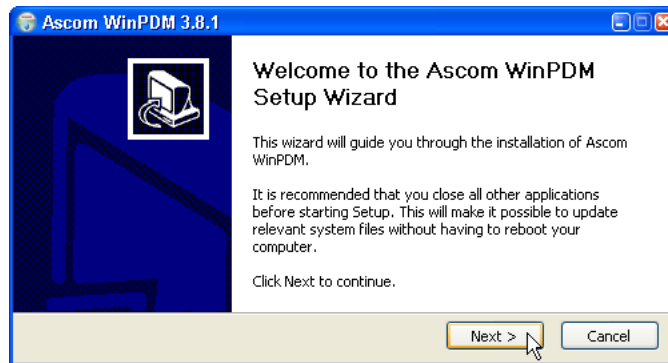 Ascom WinPDM 3.8.1
Welcome to the Ascom WinPDM
Setup Wizard
This wizard will guide you through the installation of Ascom
WinPDM.
It is recommended that you close all other applications
before starting Setup. This will make it possible to update
relevant system files without having to reboot your
computer.
Click Next to continue.
Next >
Cancel